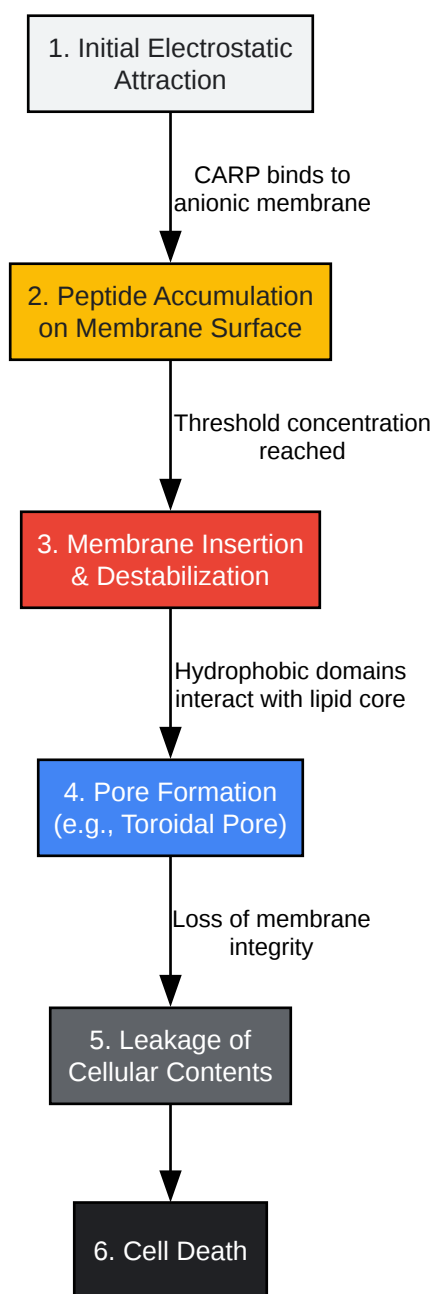 1. Initial Electrostatic
Attraction
CARP binds to
anionic membrane
2. Peptide Accumulation
on Membrane Surface
Threshold concentration
reached
3. Membrane Insertion
& Destabilization
Hydrophobic domains
interact with lipid core
4. Pore Formation
(e.g., Toroidal Pore)
Loss of membrane
integrity
5. Leakage of
Cellular Contents
6. Cell Death